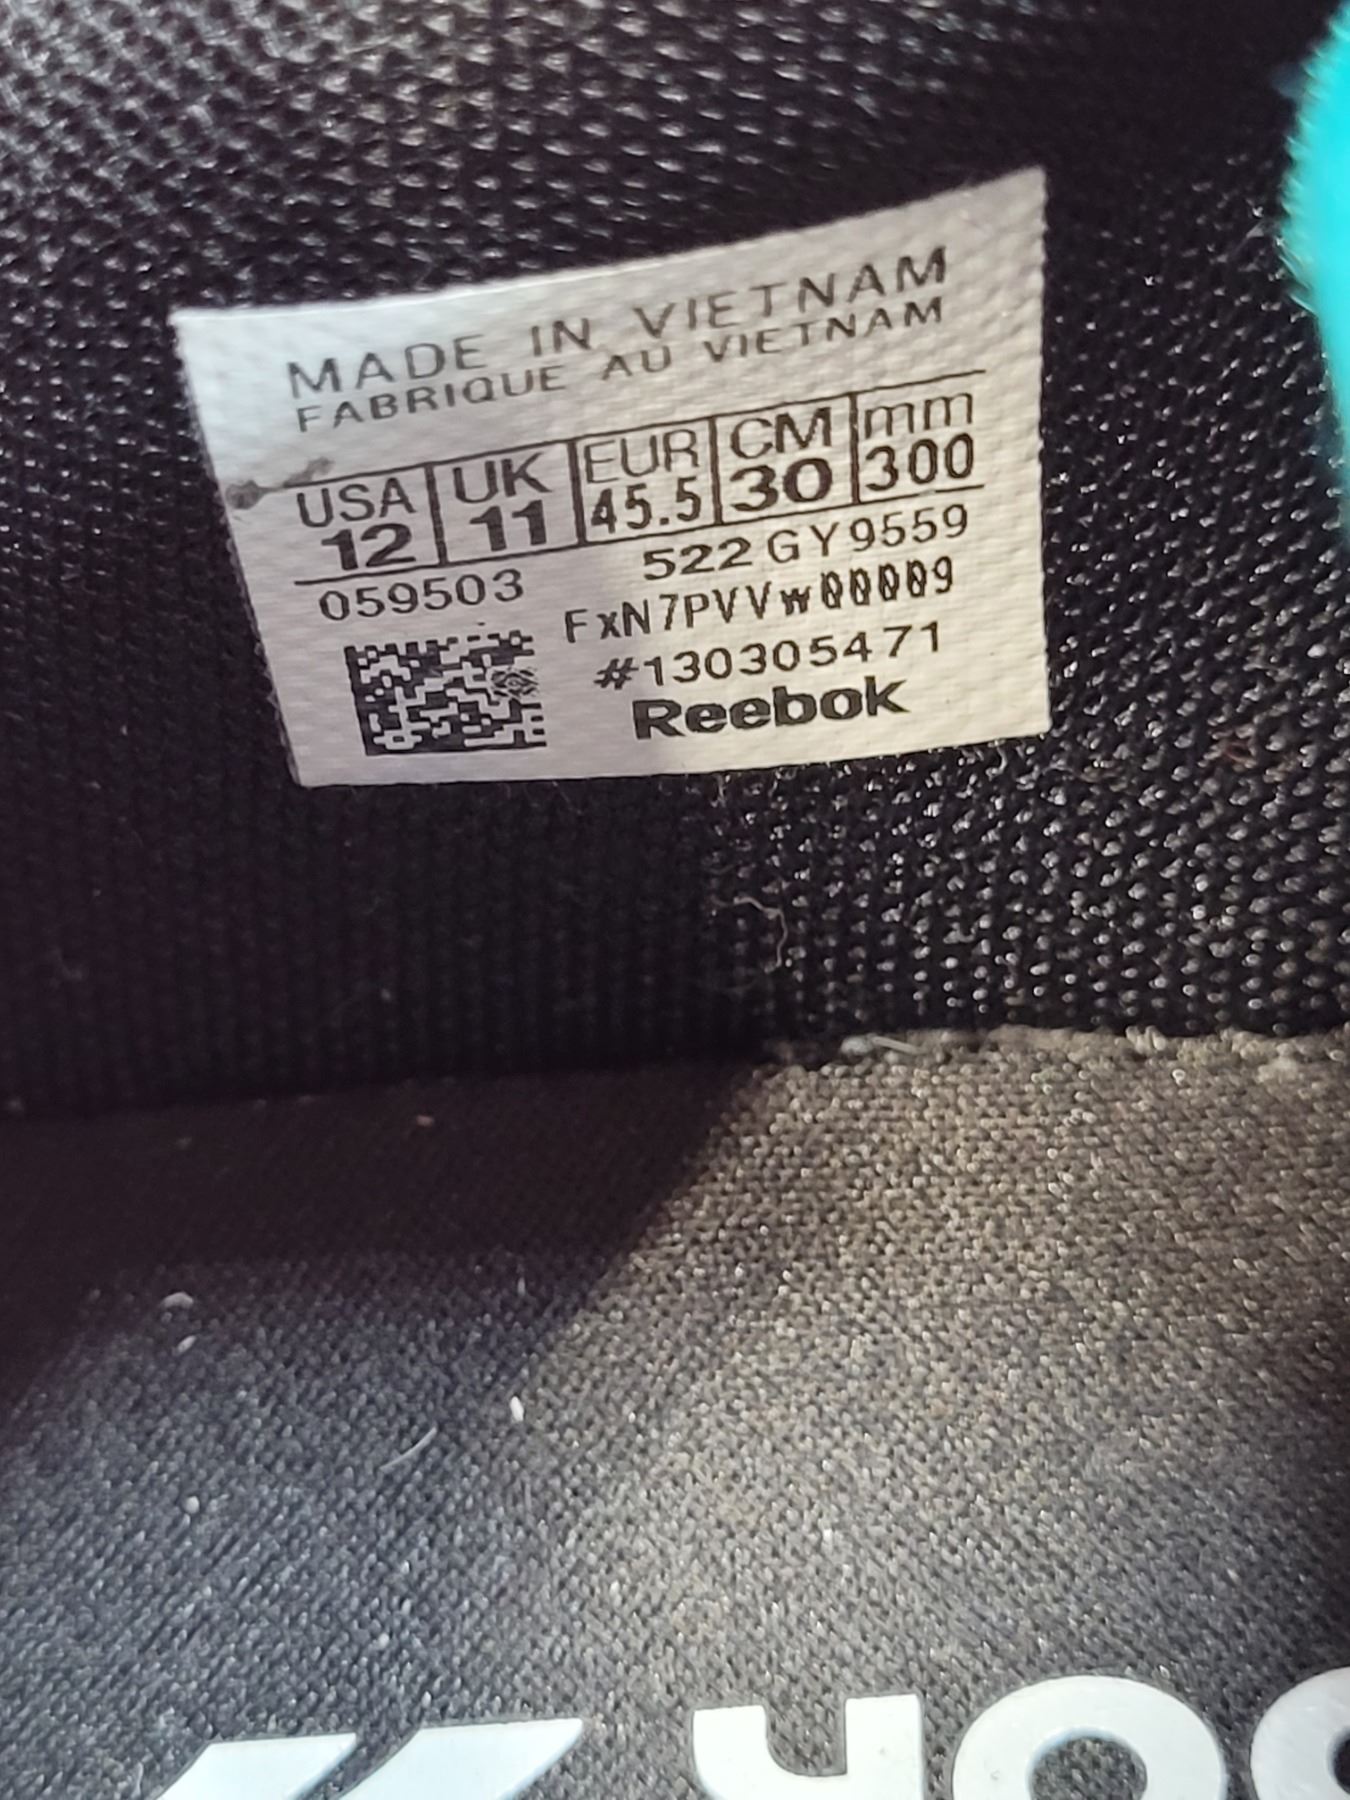 MADE IN VIETNAM
FABRIQUE AU VIETNAM
USA UK EUR CM mm
12 11 45.5 30 300
059503 522 GY9559
FxN7PVVw00009
#130305471
Reebok